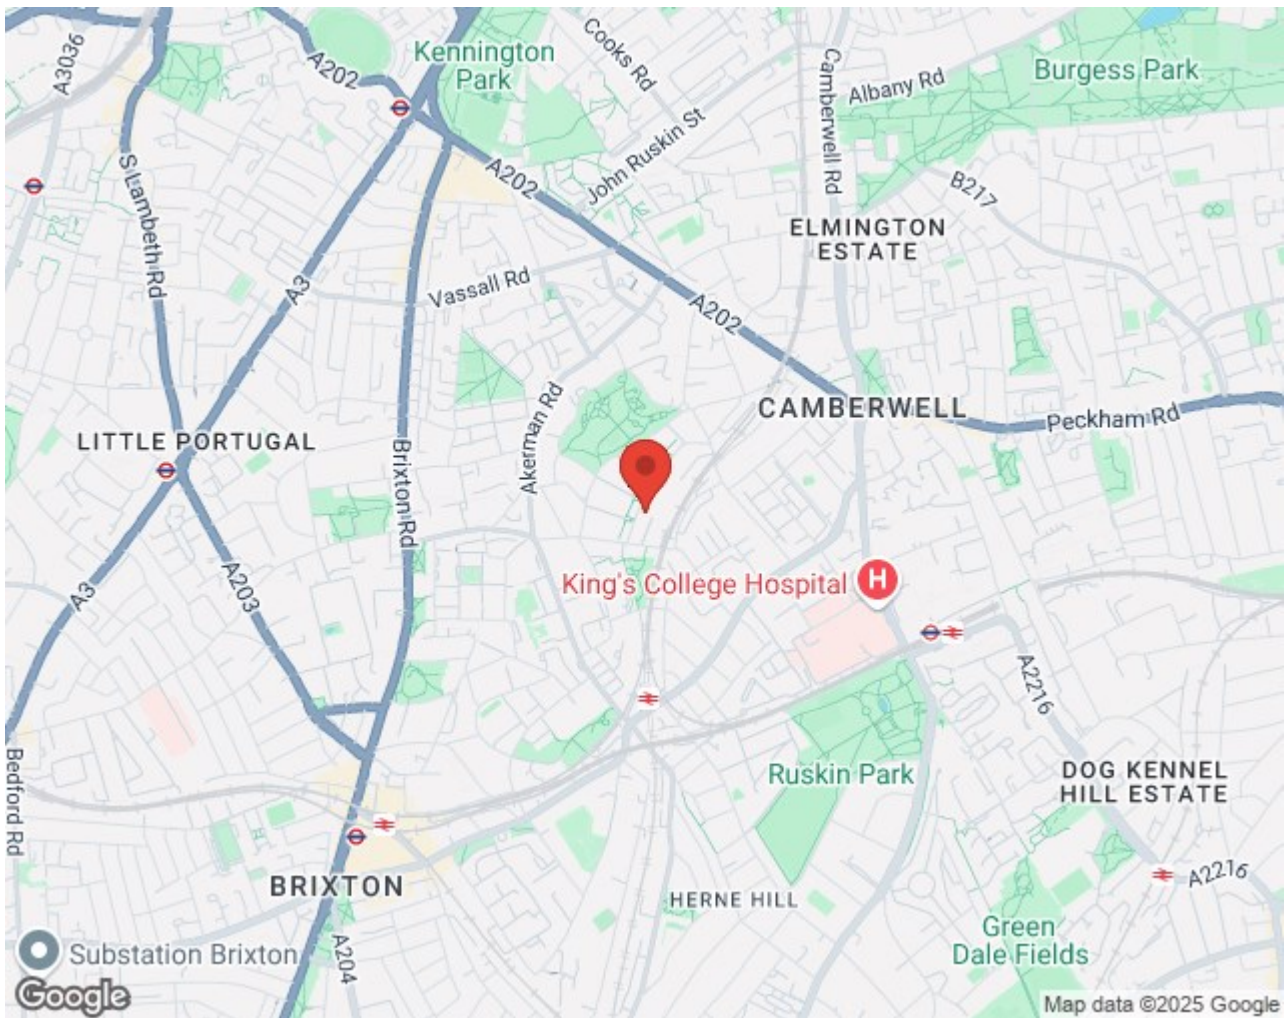 A3036
A202
Kennington
Park
Cooks Rd
Camberwell Rd
Albany Rd
Burgess Park
S Lambeth Rd
A202
John Ruskin St
B217
ELMINGTON
ESTATE
A3
Vassall Rd
A202
CAMBERWELL
Peckham Rd
LITTLE PORTUGAL
Akerman Rd
Brixton Rd
A3
A203
King's College Hospital
H
A2216
Bedford Rd
Ruskin Park
DOG KENNEL
HILL ESTATE
BRIXTON
HERNE HILL
A2216
Green
Dale Fields
A204
Substation Brixton
Google
Map data ©2025 Google